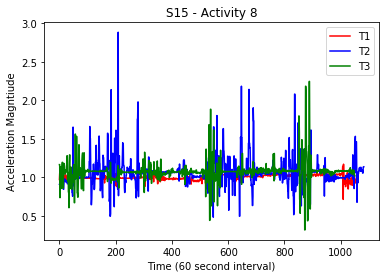 S15 - Activity 8
T1
T2
T3
3.0
2.5
2.0
1.5
1.0
0.5
Acceleration Magntiude
0 200 400 600 800 1000
Time (60 second interval)